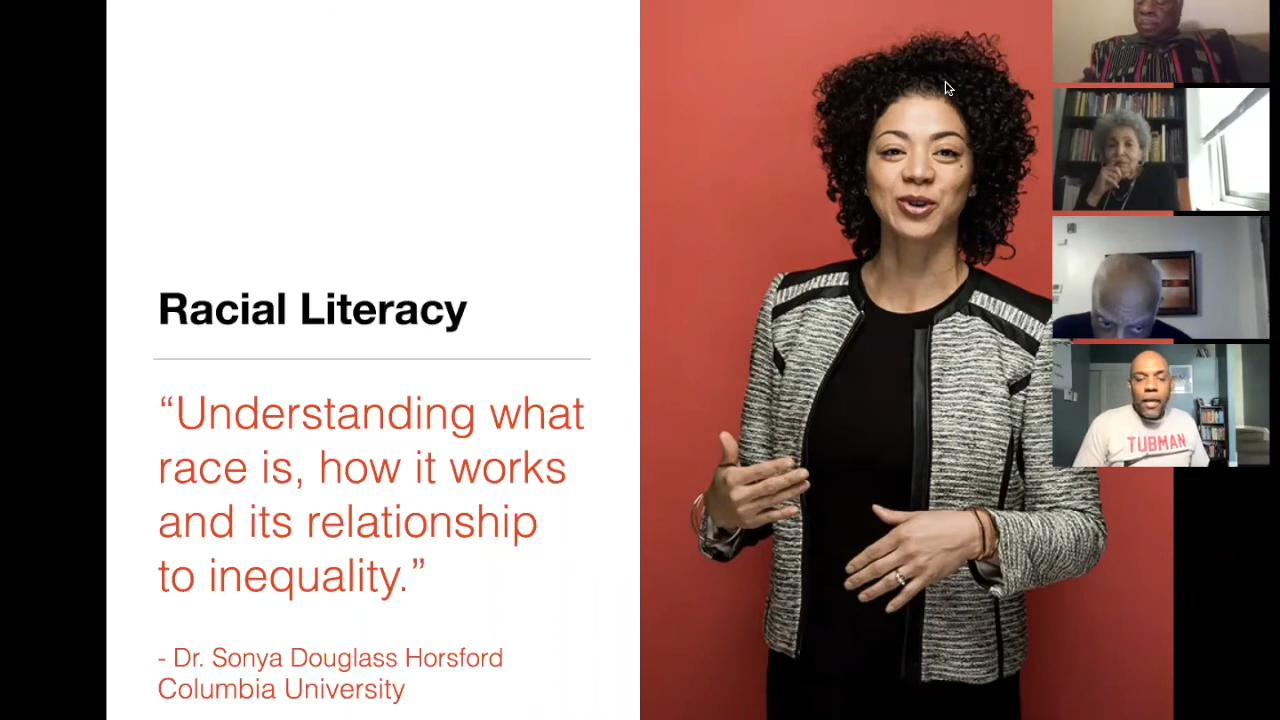 Racial Literacy
“Understanding what
race is, how it works
and its relationship
to inequality.”
- Dr. Sonya Douglass Horsford
Columbia University
TUBMAN